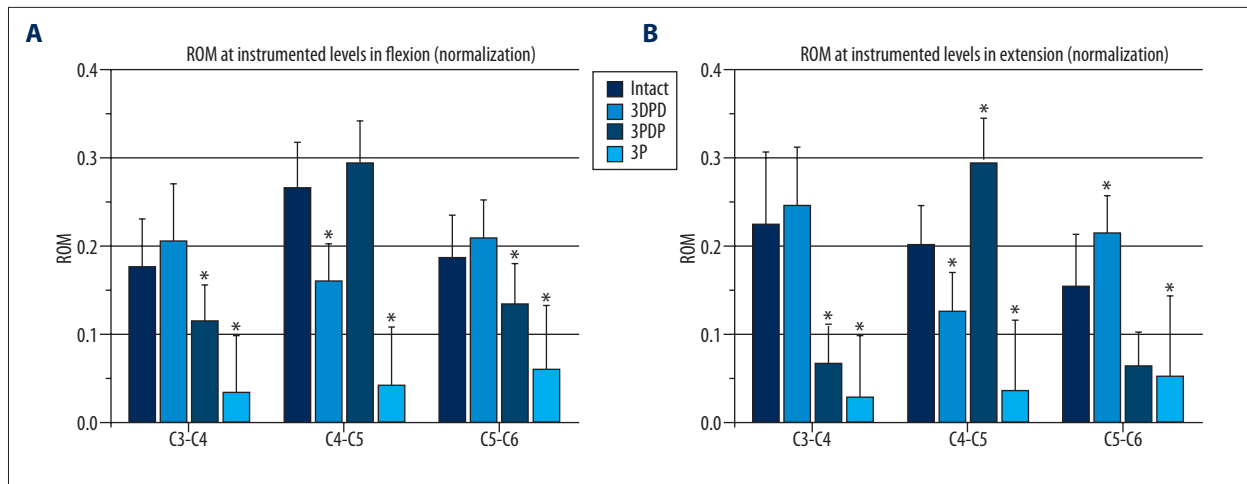 A
ROM at instrumented levels in flexion (normalization)
0.4
0.3
0.2
0.1
0.0
ROM
*
*
*
*
*
*
C3-C4
C4-C5
C5-C6
Intact
3DPD
3PDP
3P
B
ROM at instrumented levels in extension (normalization)
0.4
0.3
0.2
0.1
0.0
ROM
*
*
*
*
*
*
*
C3-C4
C4-C5
C5-C6